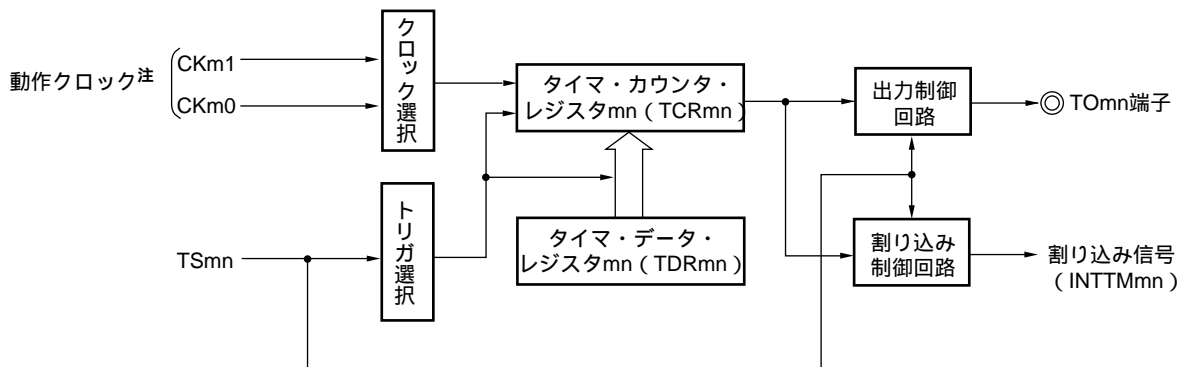 動作クロック注
CKm1
CKm0
クロック選択
タイマ・カウンタ・
レジスタmn（TCRmn）
出力制御
回路
TOmn端子
TSmn
トリガ選択
タイマ・データ・
レジスタmn（TDRmn）
割り込み
制御回路
割り込み信号
（INTTMmn）